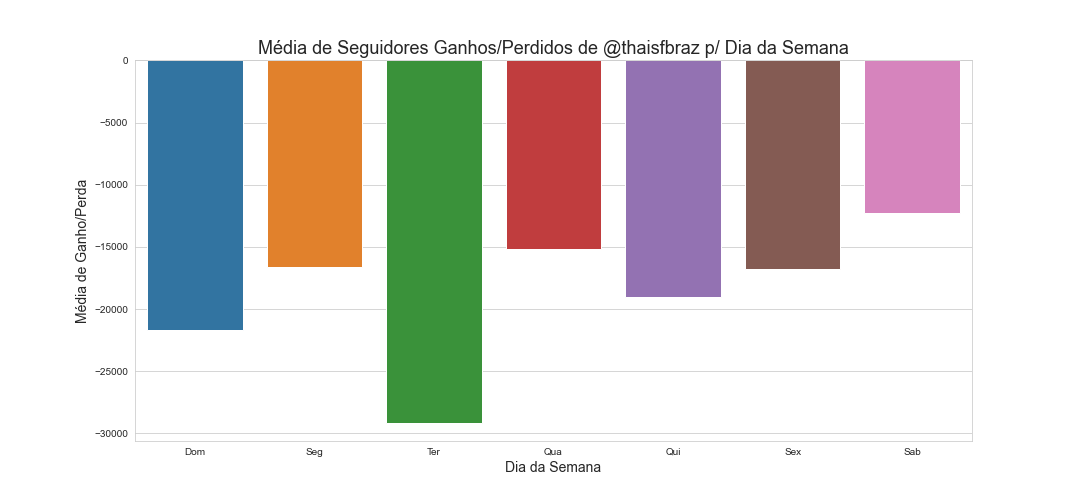 Média de Seguidores Ganhos/Perdidos de @thaisfbraz p/ Dia da Semana
Média de Ganho/Perda
0
−5000
−10000
−15000
−20000
−25000
−30000
Dom Seg Ter Qua Qui Sex Sab
Dia da Semana